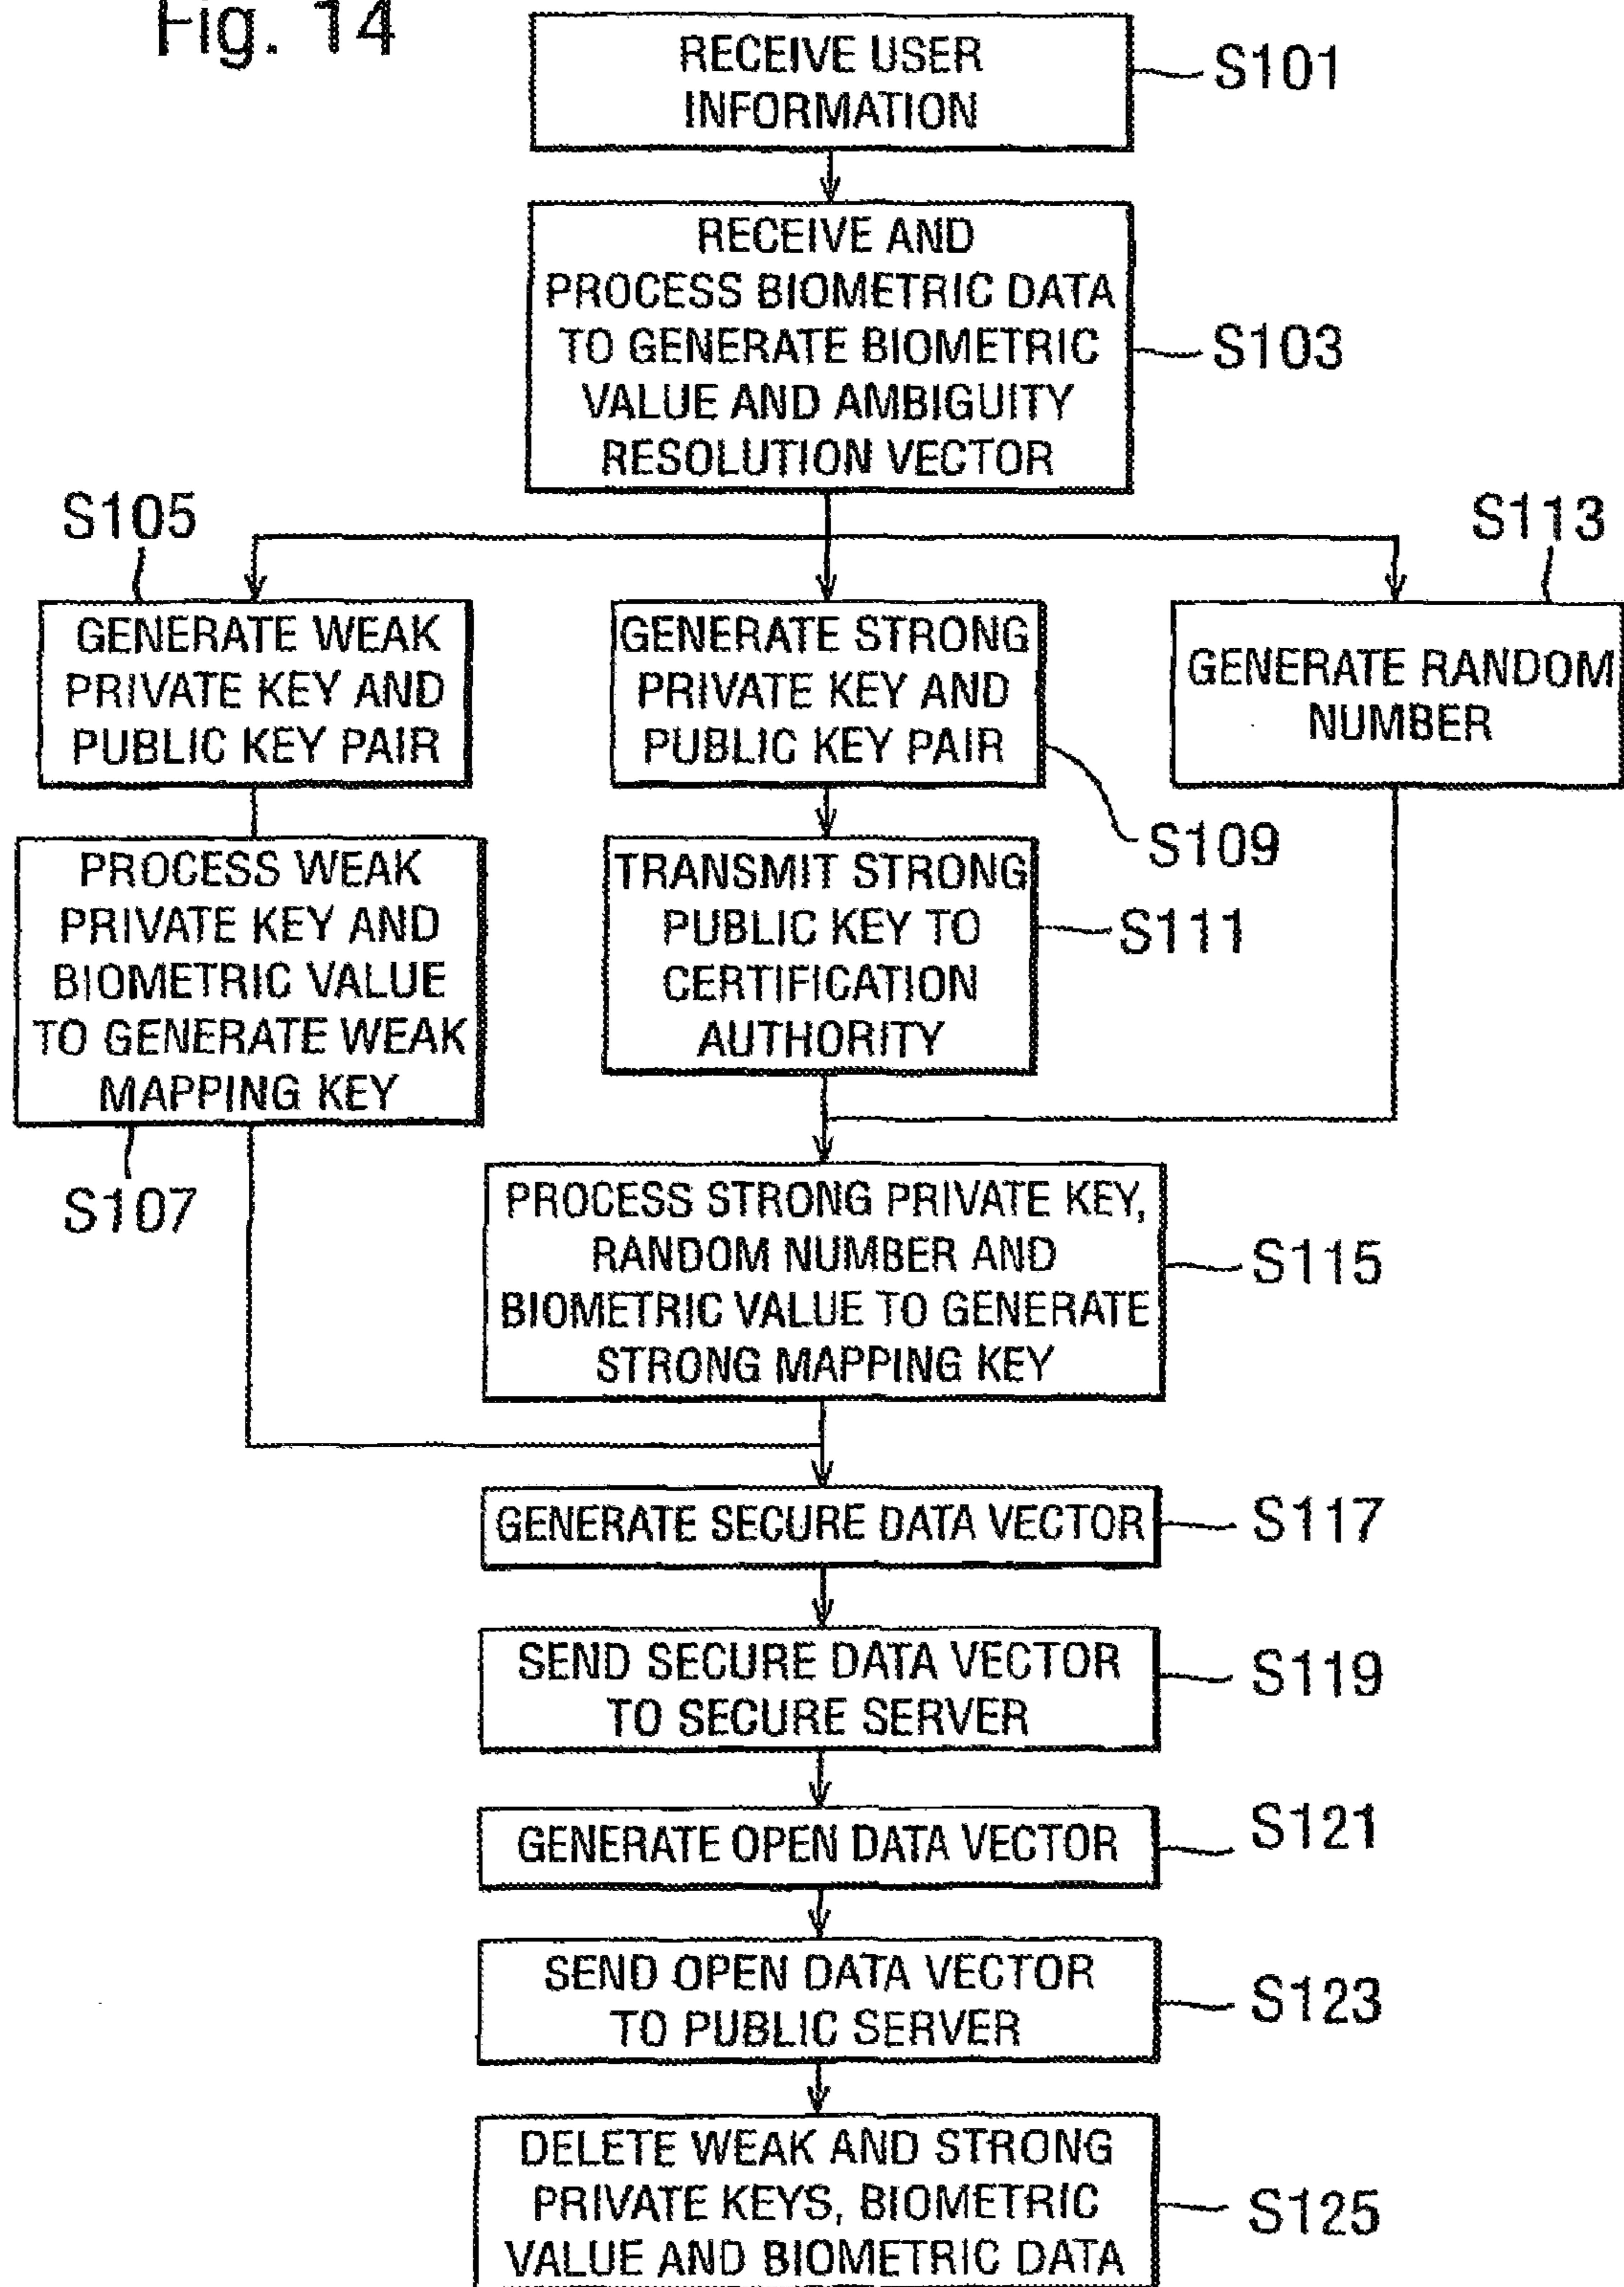 Fig. 14
RECEIVE USER
INFORMATION
S101
RECEIVE AND
PROCESS BIOMETRIC DATA
TO GENERATE BIOMETRIC
VALUE AND AMBIGUITY
RESOLUTION VECTOR
S103
S105
GENERATE WEAK
PRIVATE KEY AND
PUBLIC KEY PAIR
GENERATE STRONG
PRIVATE KEY AND
PUBLIC KEY PAIR
S109
S113
GENERATE RANDOM
NUMBER
PROCESS WEAK
PRIVATE KEY AND
BIOMETRIC VALUE
TO GENERATE WEAK
MAPPING KEY
S107
TRANSMIT STRONG
PUBLIC KEY TO
CERTIFICATION
AUTHORITY
S111
PROCESS STRONG PRIVATE KEY,
RANDOM NUMBER AND
BIOMETRIC VALUE TO GENERATE
STRONG MAPPING KEY
S115
GENERATE SECURE DATA VECTOR
S117
SEND SECURE DATA VECTOR
TO SECURE SERVER
S119
GENERATE OPEN DATA VECTOR
S121
SEND OPEN DATA VECTOR
TO PUBLIC SERVER
S123
DELETE WEAK AND STRONG
PRIVATE KEYS, BIOMETRIC
VALUE AND BIOMETRIC DATA
S125